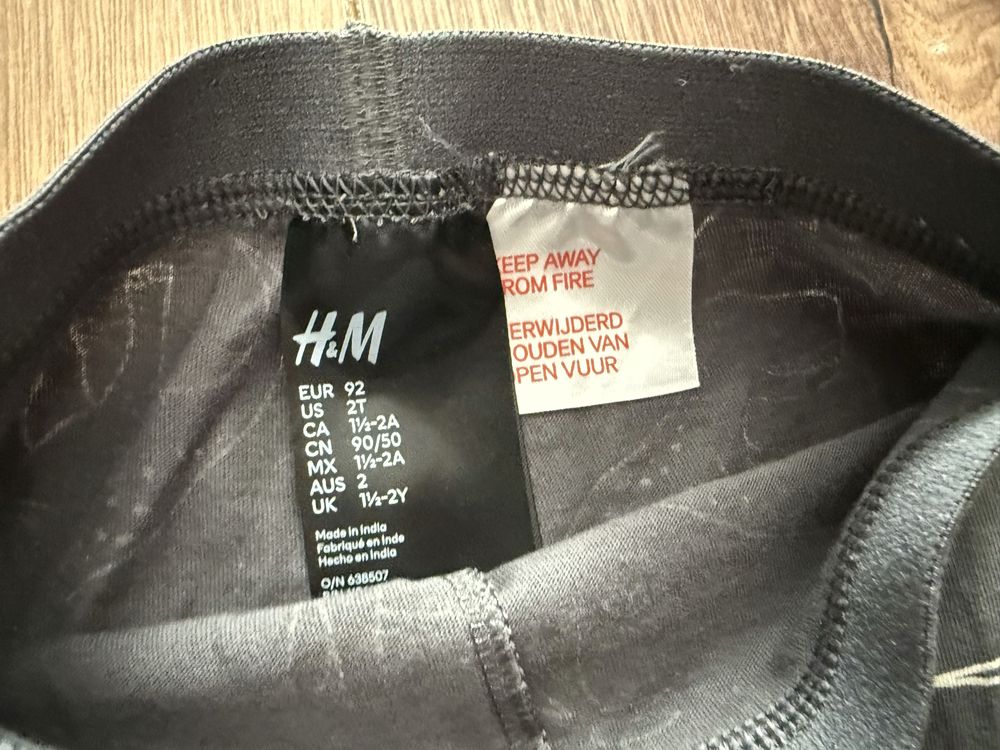 H&M
EUR 92
US 2T
CA 1½-2A
CN 90/50
MX 1½-2A
AUS 2
UK 1½-2Y
Made in India
Fabriqué en Inde
Hecho en India
O/N 638507
EEP AWAY
ROM FIRE
ERWIJDERD
OUDEN VAN
PEN VUUR